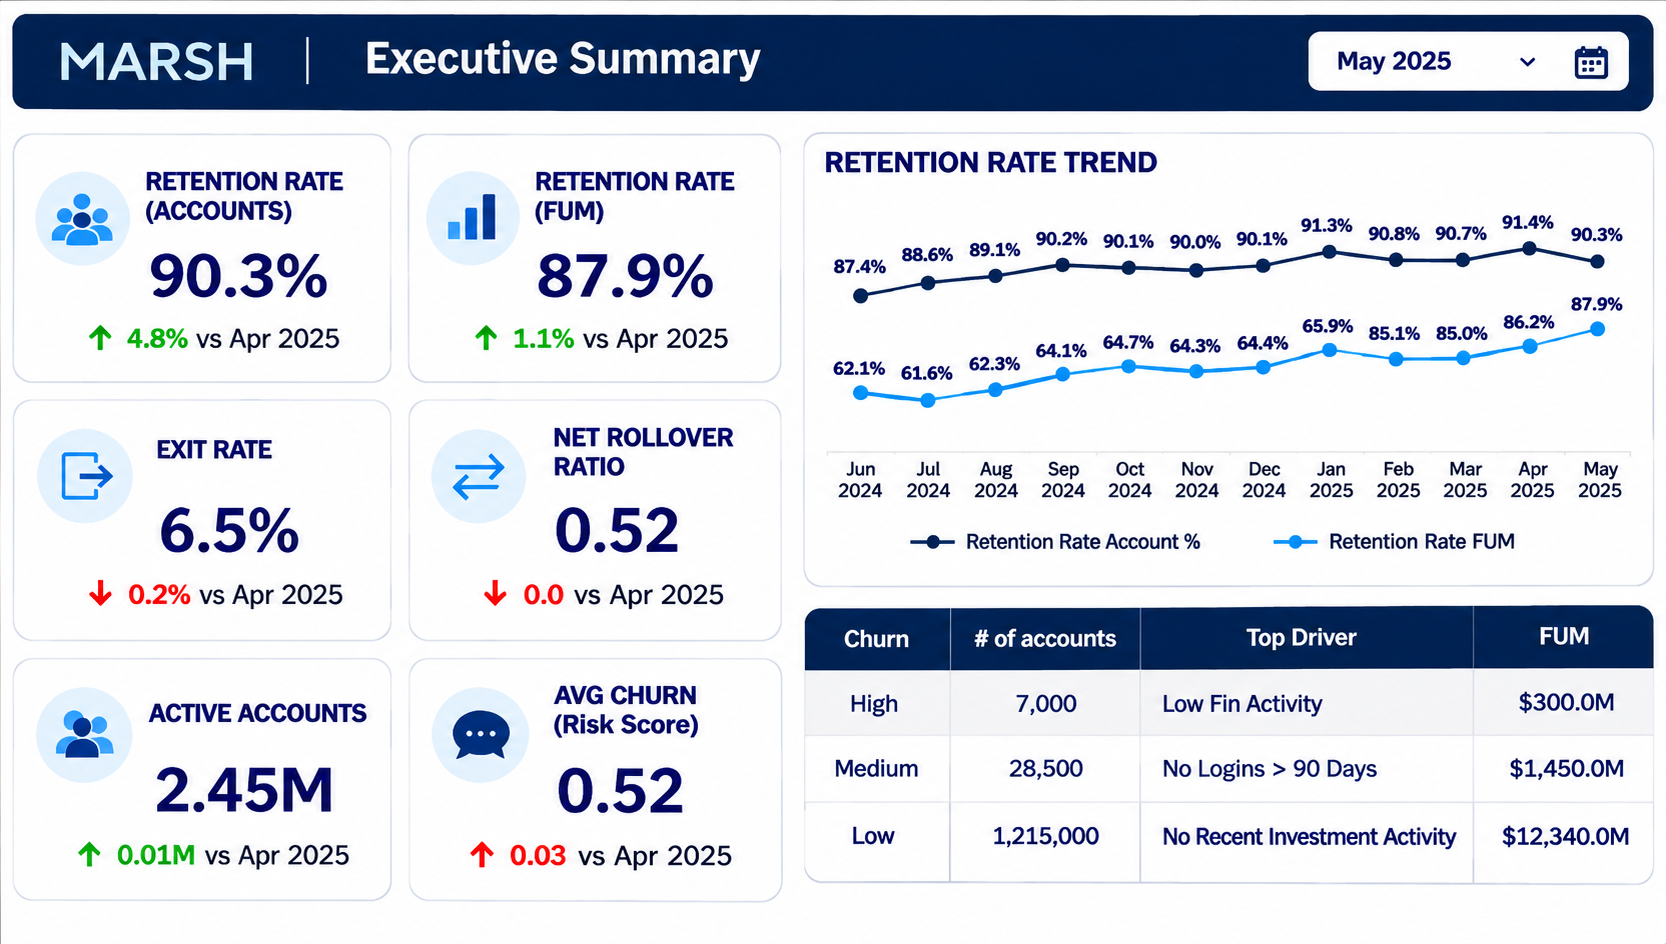 MARSH
Executive Summary
May 2025
RETENTION RATE
(ACCOUNTS)
90.3%
↑ 4.8% vs Apr 2025
RETENTION RATE
(FUM)
87.9%
↑ 1.1% vs Apr 2025
EXIT RATE
6.5%
↓ 0.2% vs Apr 2025
NET ROLLOVER
RATIO
0.52
↓ 0.0 vs Apr 2025
ACTIVE ACCOUNTS
2.45M
↑ 0.01M vs Apr 2025
AVG CHURN
(Risk Score)
0.52
↑ 0.03 vs Apr 2025
RETENTION RATE TREND
87.4% 88.6% 89.1% 90.2% 90.1% 90.0% 90.1% 91.3% 90.8% 90.7% 91.4% 90.3%
62.1% 61.6% 62.3% 64.1% 64.7% 64.3% 64.4% 65.9% 85.1% 85.0% 86.2% 87.9%
Jun Jul Aug Sep Oct Nov Dec Jan Feb Mar Apr May
2024 2024 2024 2024 2024 2024 2024 2025 2025 2025 2025 2025
Retention Rate Account % Retention Rate FUM
Churn # of accounts Top Driver FUM
High 7,000 Low Fin Activity $300.0M
Medium 28,500 No Logins > 90 Days $1,450.0M
Low 1,215,000 No Recent Investment Activity $12,340.0M